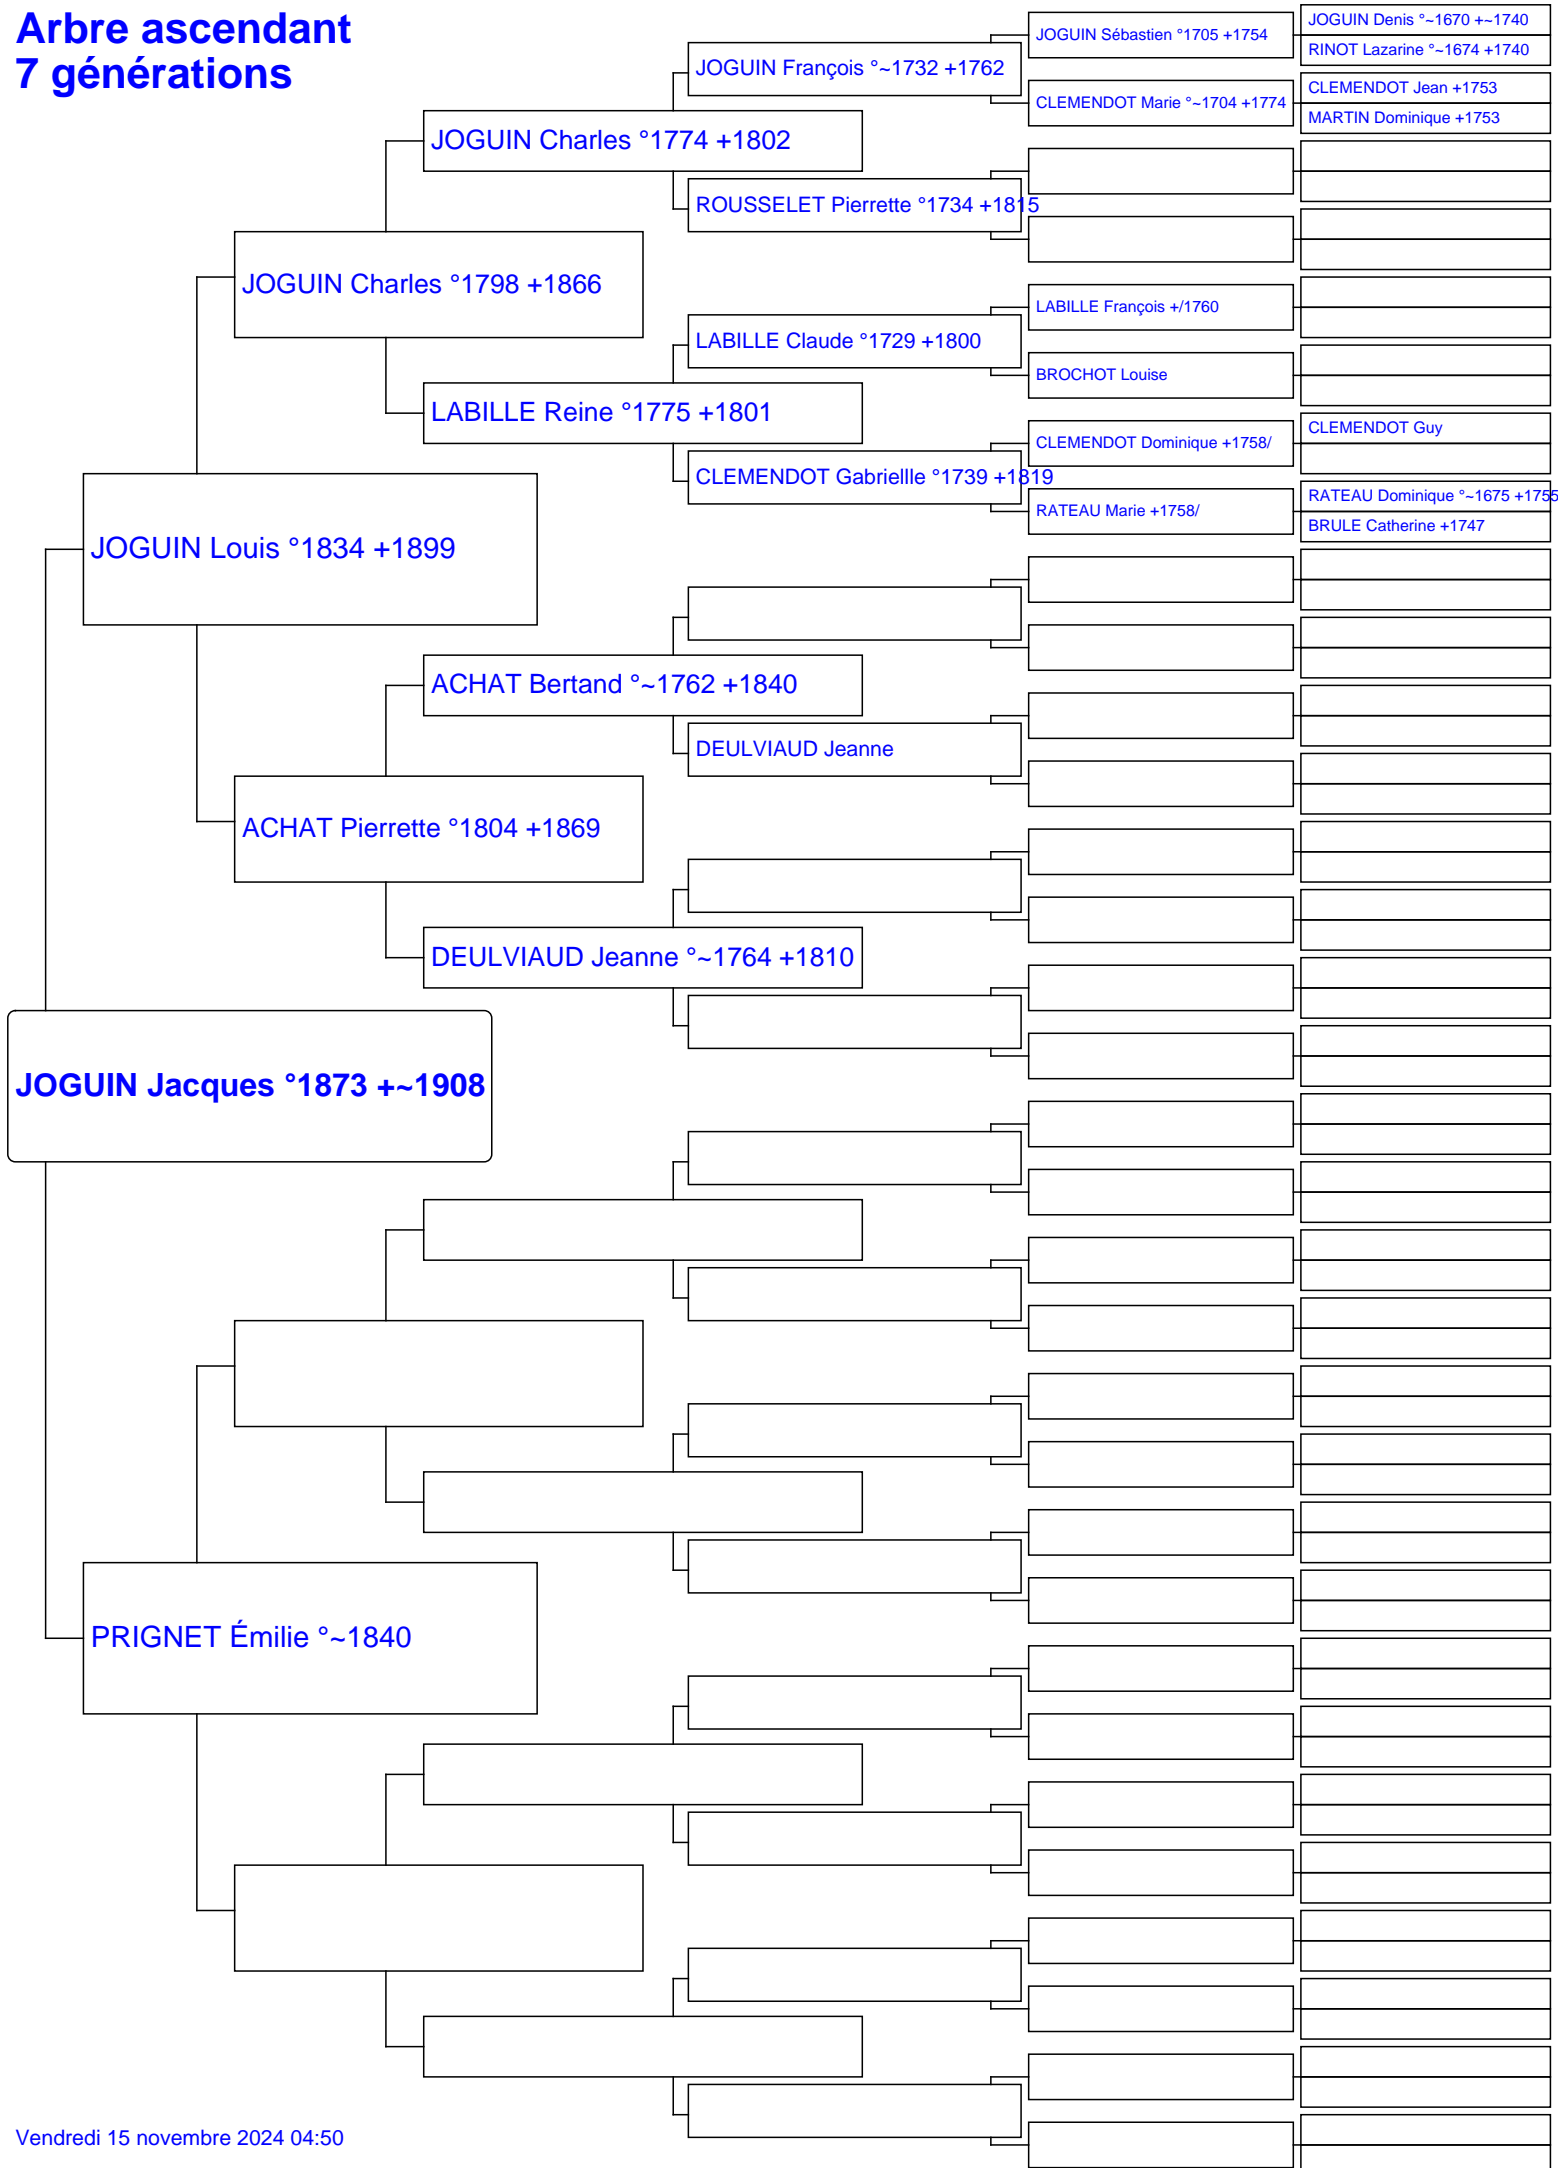 Arbre ascendant
7 générations
JOGUIN Denis °~1670 +~1740
JOGUIN Sébastien °1705 +1754
RINOT Lazarine °~1674 +1740
JOGUIN François °~1732 +1762
CLEMENDOT Jean +1753
CLEMENDOT Marie °~1704 +1774
MARTIN Dominique +1753
JOGUIN Charles °1774 +1802
ROUSSELET Pierrette °1734 +1815
JOGUIN Charles °1798 +1866
LABILLE François +/1760
LABILLE Claude °1729 +1800
BROCHOT Louise
LABILLE Reine °1775 +1801
CLEMENDOT Guy
CLEMENDOT Dominique +1758/
CLEMENDOT Gabriellle °1739 +1819
RATEAU Dominique °~1675 +1755
RATEAU Marie +1758/
BRULE Catherine +1747
JOGUIN Louis °1834 +1899
ACHAT Bertand °~1762 +1840
DEULVIAUD Jeanne
ACHAT Pierrette °1804 +1869
DEULVIAUD Jeanne °~1764 +1810
JOGUIN Jacques °1873 +~1908
PRIGNET Émilie °~1840
Vendredi 15 novembre 2024 04:50